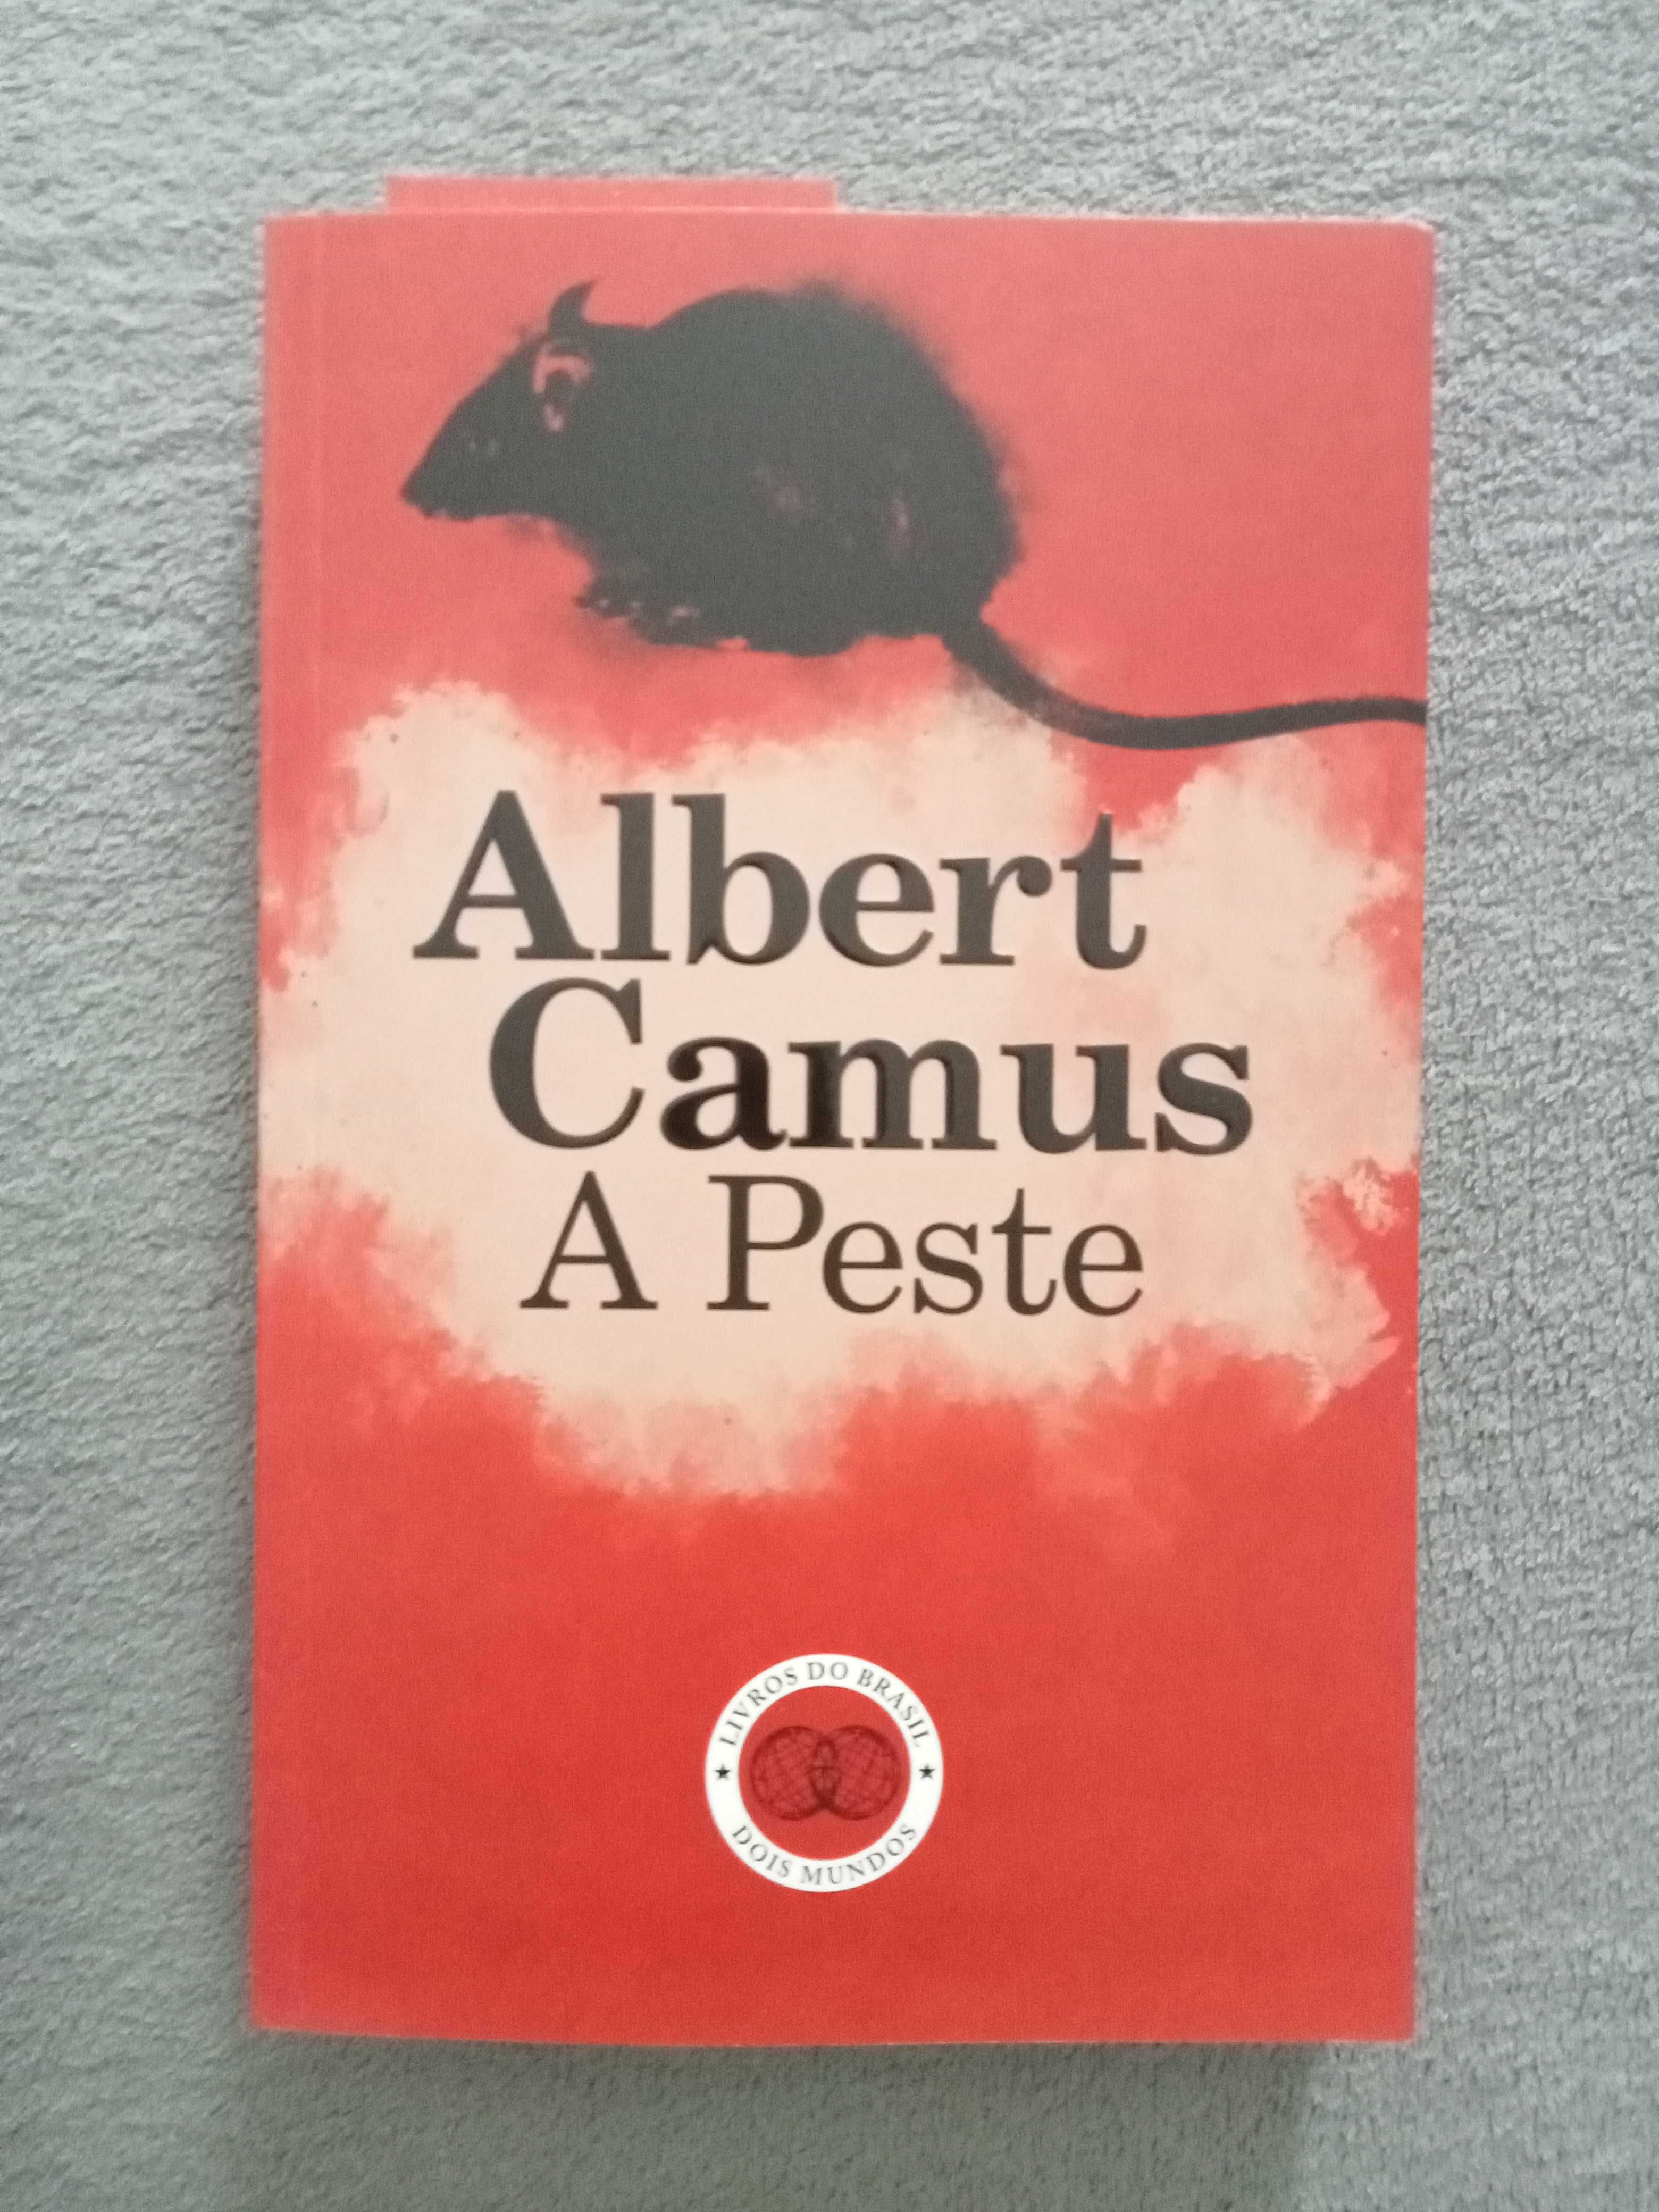 Albert
Camus
A Peste
LIVROS DO BRASIL
★ ★
DOIS MUNDOS